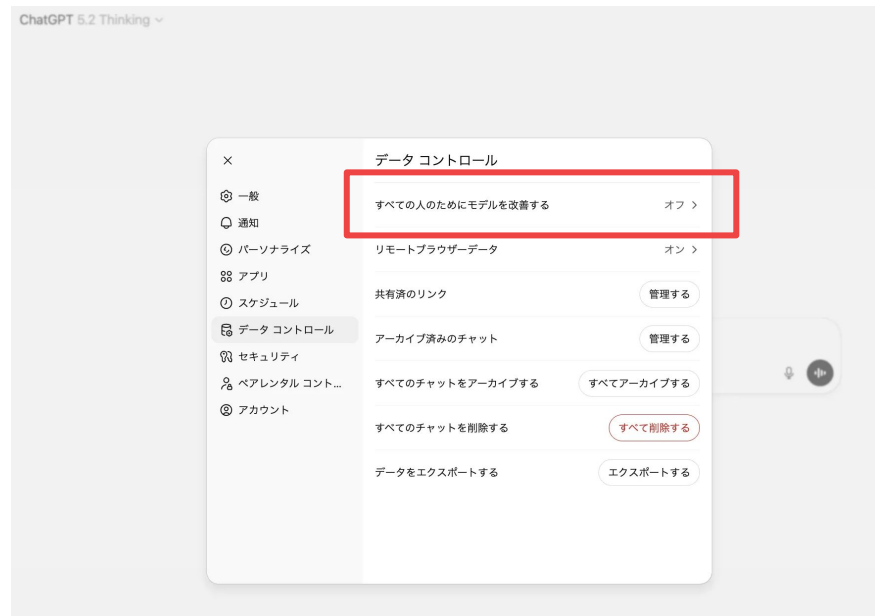 ChatGPT 5.2 Thinking
データ コントロール
一般
通知
パーソナライズ
アプリ
スケジュール
データ コントロール
セキュリティ
ペアレンタル コント...
アカウント
すべての人のためにモデルを改善する オフ
リモートブラウザーデータ オン
共有済のリンク 管理する
アーカイブ済みのチャット 管理する
すべてのチャットをアーカイブする すべてアーカイブする
すべてのチャットを削除する すべて削除する
データをエクスポートする エクスポートする